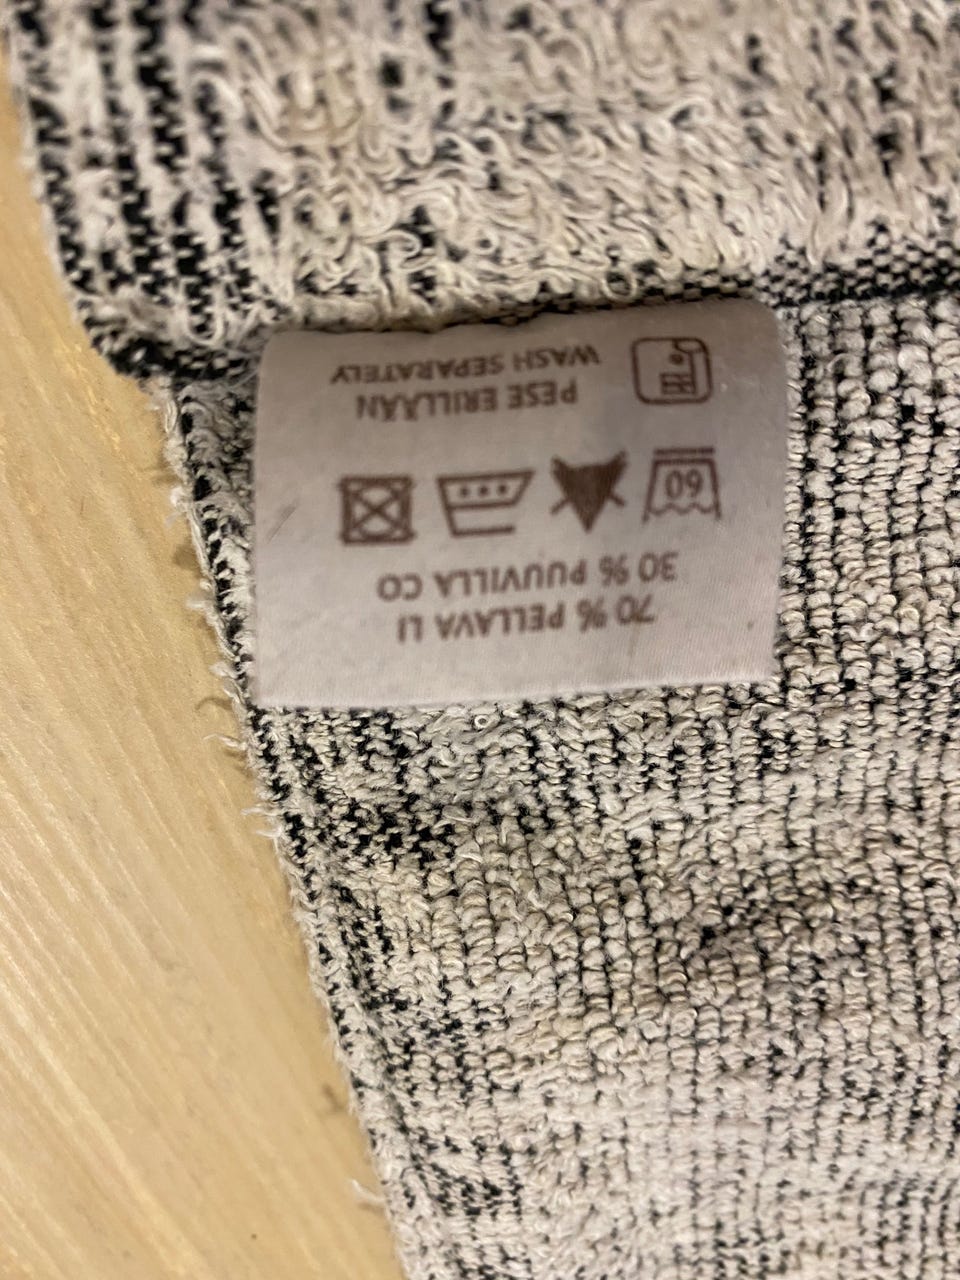 70 % PELLAVA LI
30 % PUUVILLA CO
60
PESE ERILLÄÄN
WASH SEPARATELY